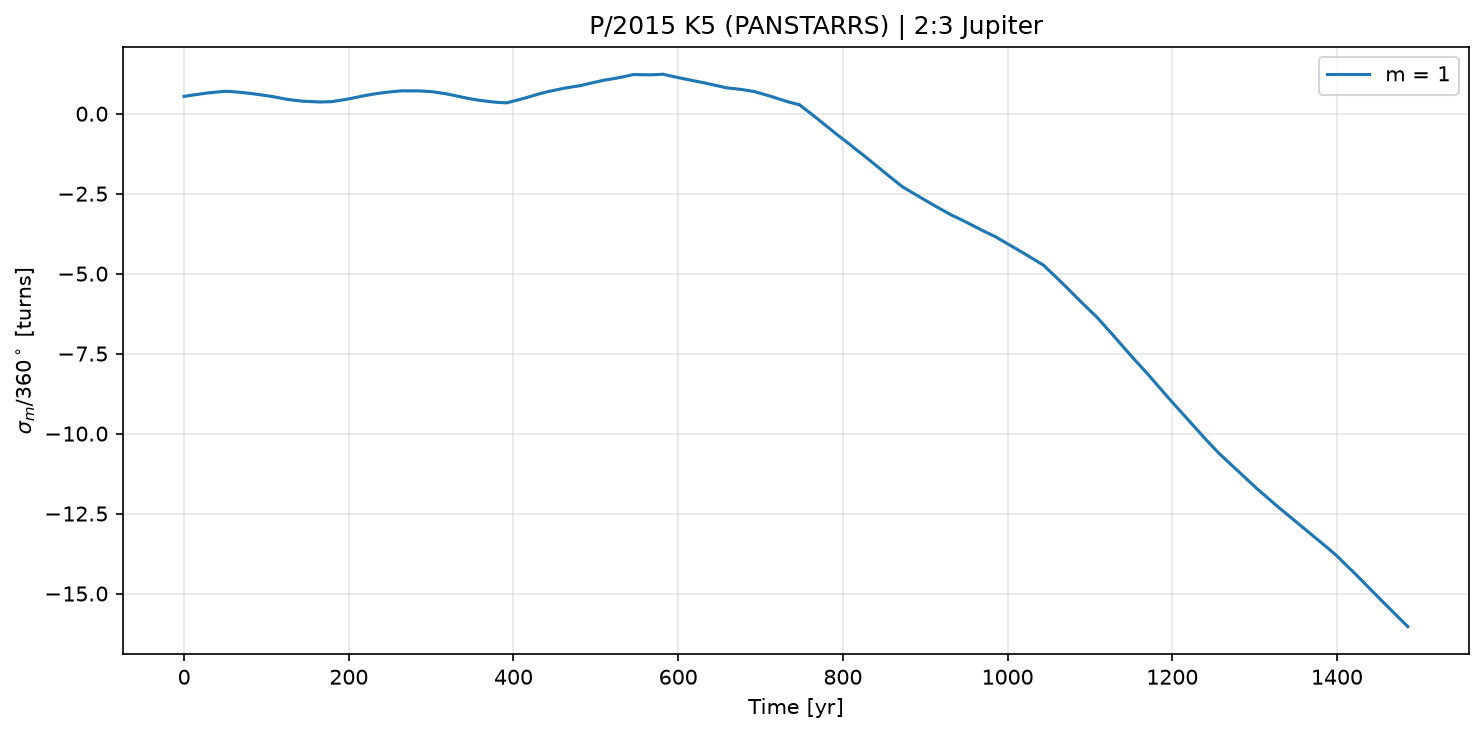 P/2015 K5 (PANSTARRS) | 2:3 Jupiter
m = 1
σₘ/360° [turns]
0.0
−2.5
−5.0
−7.5
−10.0
−12.5
−15.0
0 200 400 600 800 1000 1200 1400
Time [yr]